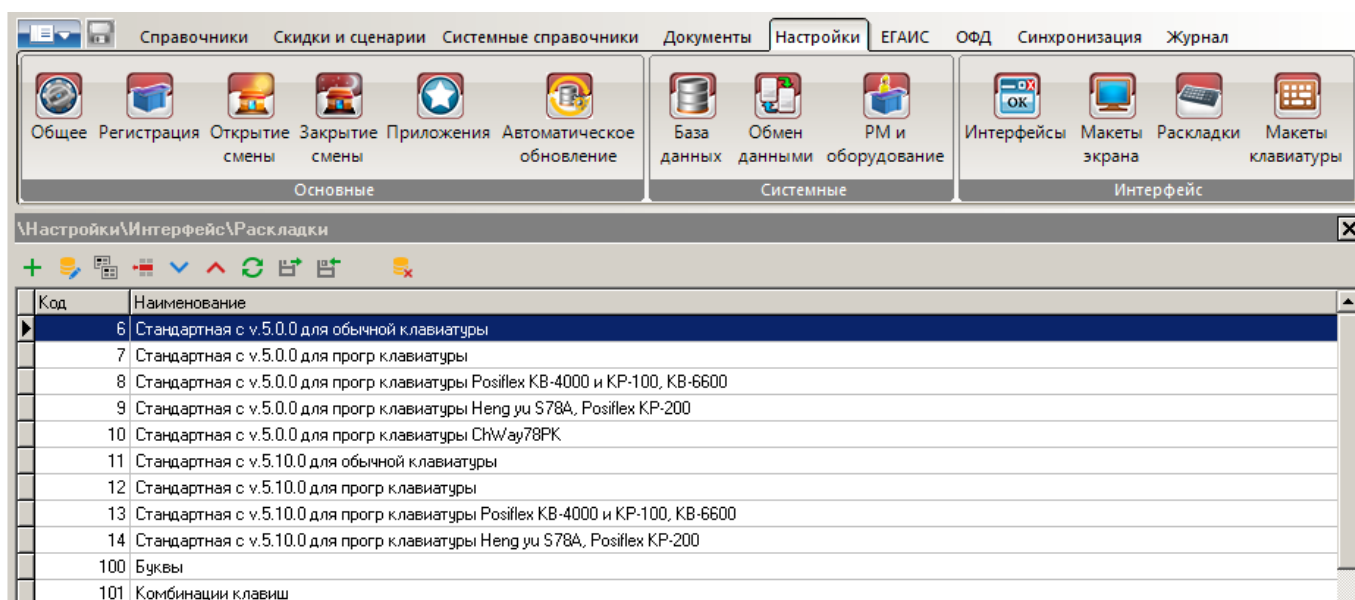 Справочники Скидки и сценарии Системные справочники Документы Настройки ЕГАИС ОФД Синхронизация Журнал
Общее Регистрация Открытие смены Закрытие смены Приложения Автоматическое обновление База данных Обмен данными РМ и оборудование Интерфейсы Макеты экрана Раскладки Макеты клавиатуры
OK
Основные Системные Интерфейс
\Настройки\Интерфейс\Раскладки
Код Наименование
6 Стандартная с v.5.0.0 для обычной клавиатуры
7 Стандартная с v.5.0.0 для прогр клавиатуры
8 Стандартная с v.5.0.0 для прогр клавиатуры Posiflex KB-4000 и KP-100, KB-6600
9 Стандартная с v.5.0.0 для прогр клавиатуры Heng yu S78A, Posiflex KP-200
10 Стандартная с v.5.0.0 для прогр клавиатуры ChWay78PK
11 Стандартная с v.5.10.0 для обычной клавиатуры
12 Стандартная с v.5.10.0 для прогр клавиатуры
13 Стандартная с v.5.10.0 для прогр клавиатуры Posiflex KB-4000 и KP-100, KB-6600
14 Стандартная с v.5.10.0 для прогр клавиатуры Heng yu S78A, Posiflex KP-200
100 Буквы
101 Комбинации клавиш